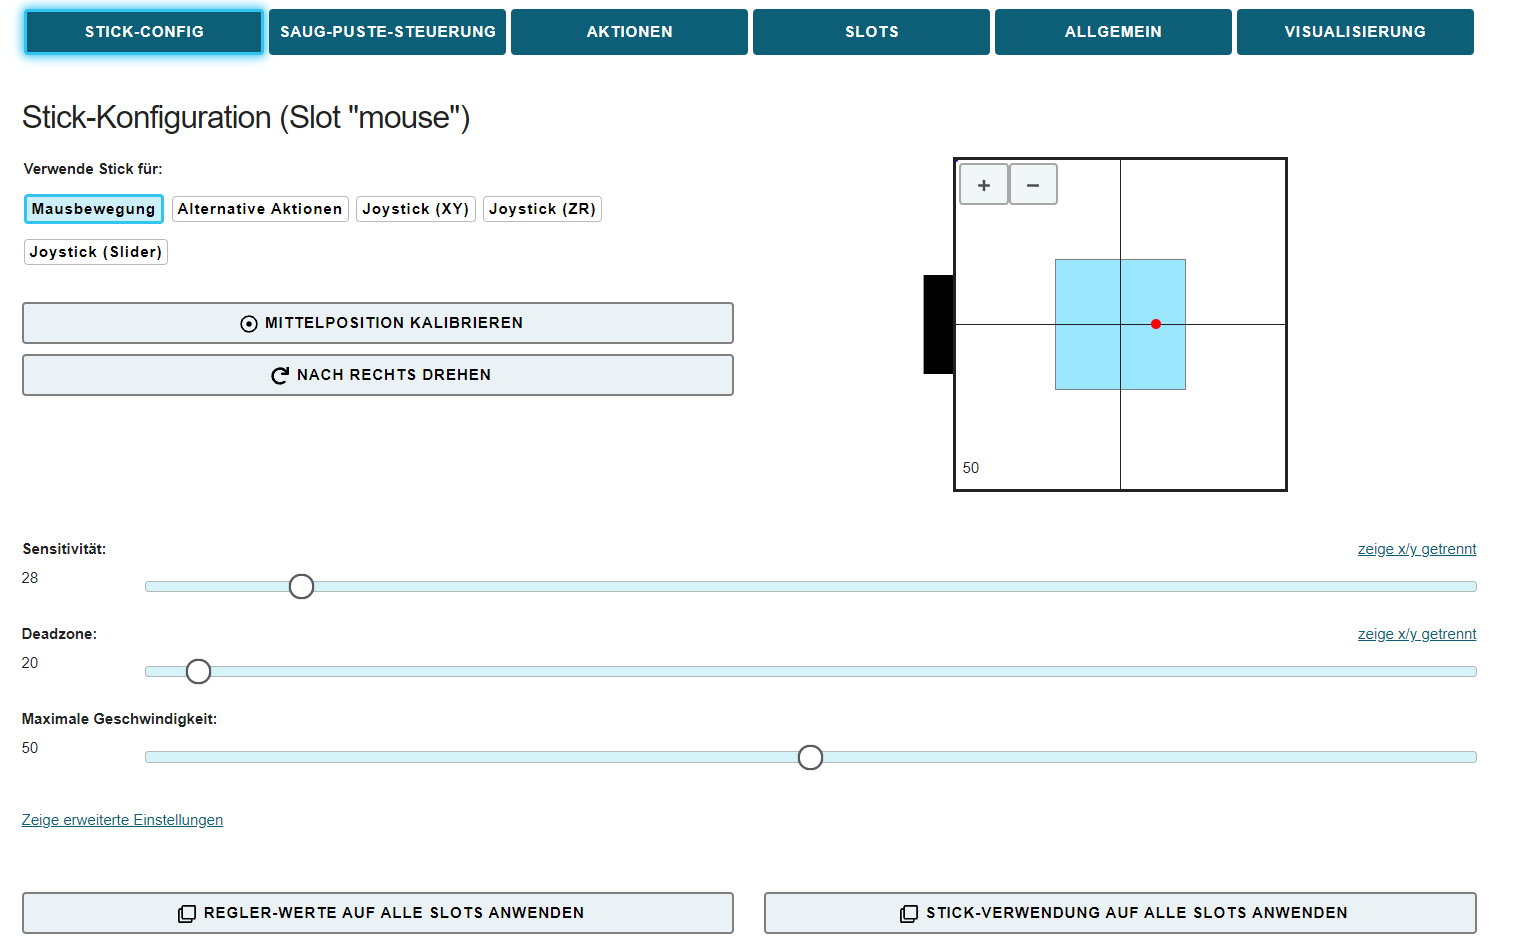 STICK-CONFIG SAUG-PUSTE-STEUERUNG AKTIONEN SLOTS ALLGEMEIN VISUALISIERUNG
Stick-Konfiguration (Slot "mouse")
Verwende Stick für:
Mausbewegung Alternative Aktionen Joystick (XY) Joystick (ZR)
Joystick (Slider)
MITTELPOSITION KALIBRIEREN
NACH RECHTS DREHEN
+ −
50
Sensitivität: zeige x/y getrennt
28
Deadzone: zeige x/y getrennt
20
Maximale Geschwindigkeit:
50
Zeige erweiterte Einstellungen
REGLER-WERTE AUF ALLE SLOTS ANWENDEN STICK-VERWENDUNG AUF ALLE SLOTS ANWENDEN